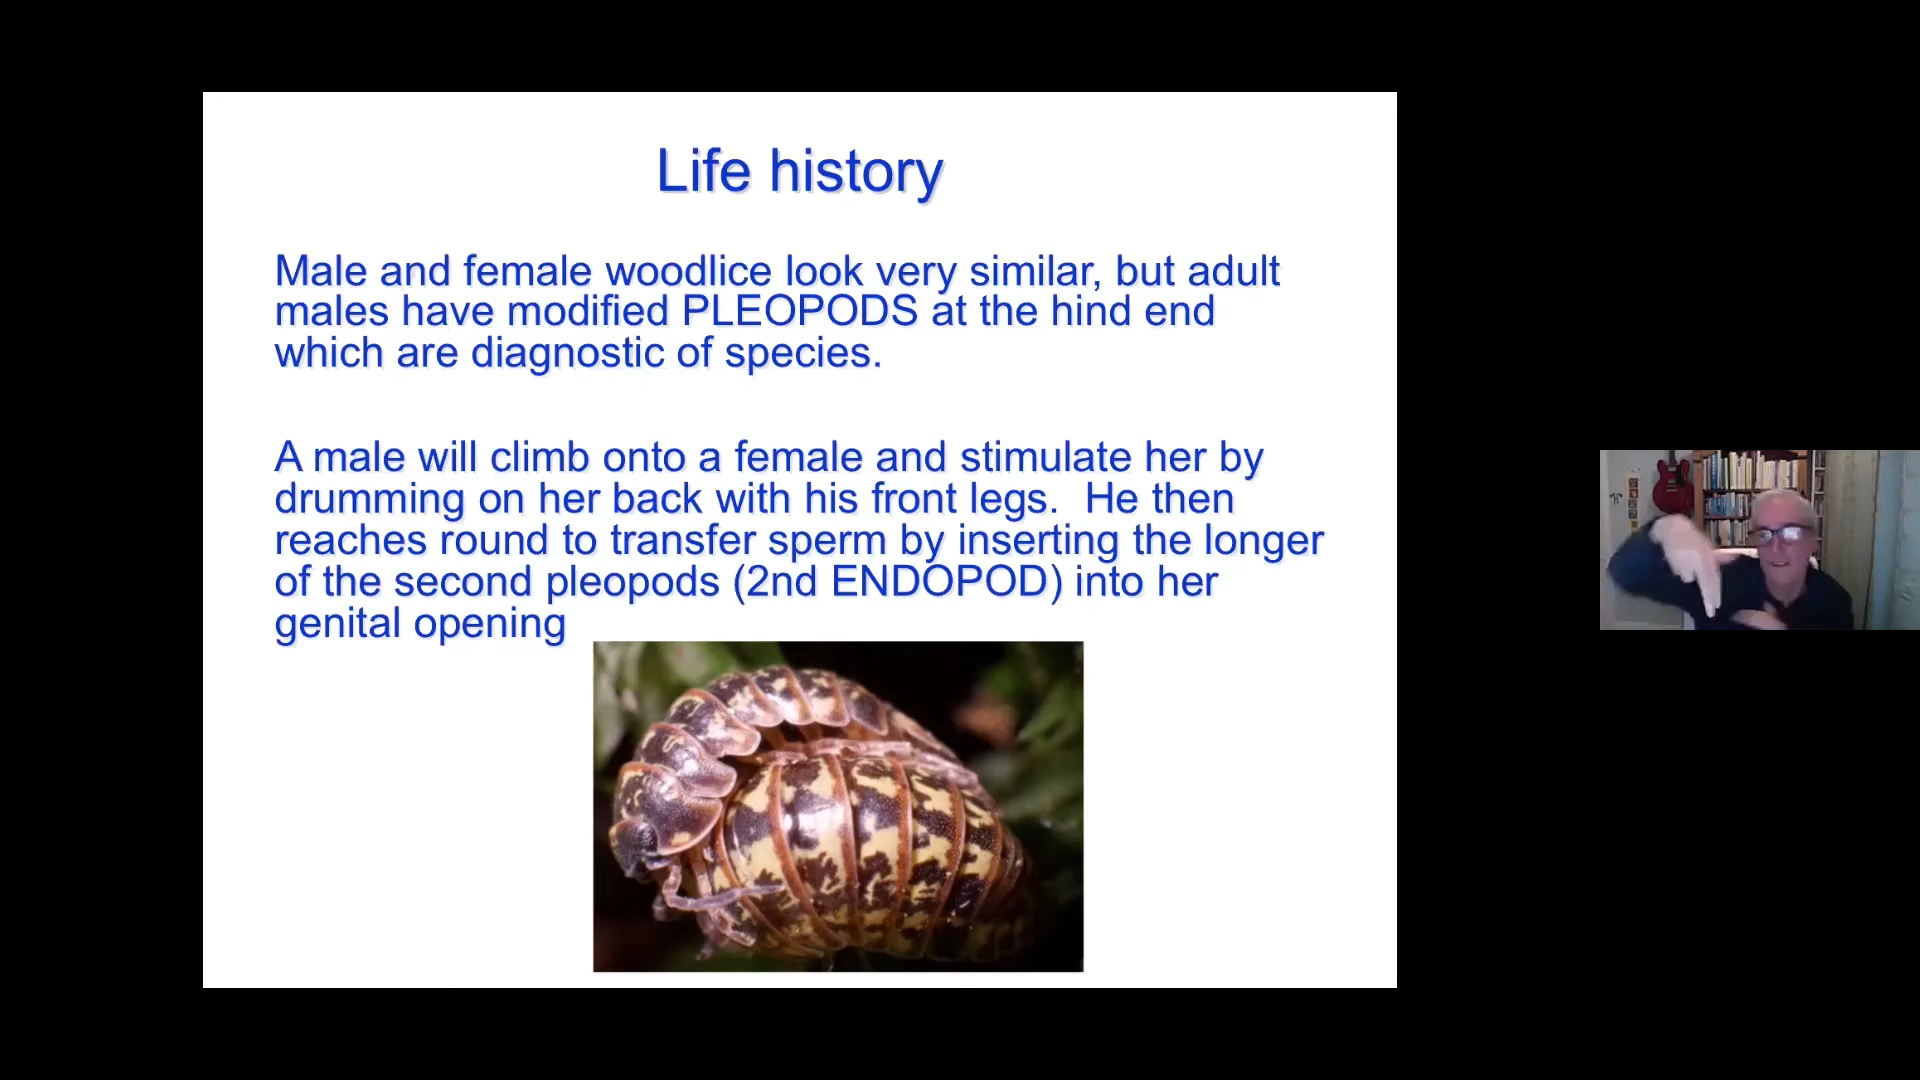 Life history
Male and female woodlice look very similar, but adult
males have modified PLEOPODS at the hind end
which are diagnostic of species.
A male will climb onto a female and stimulate her by
drumming on her back with his front legs.  He then
reaches round to transfer sperm by inserting the longer
of the second pleopods (2nd ENDOPOD) into her
genital opening